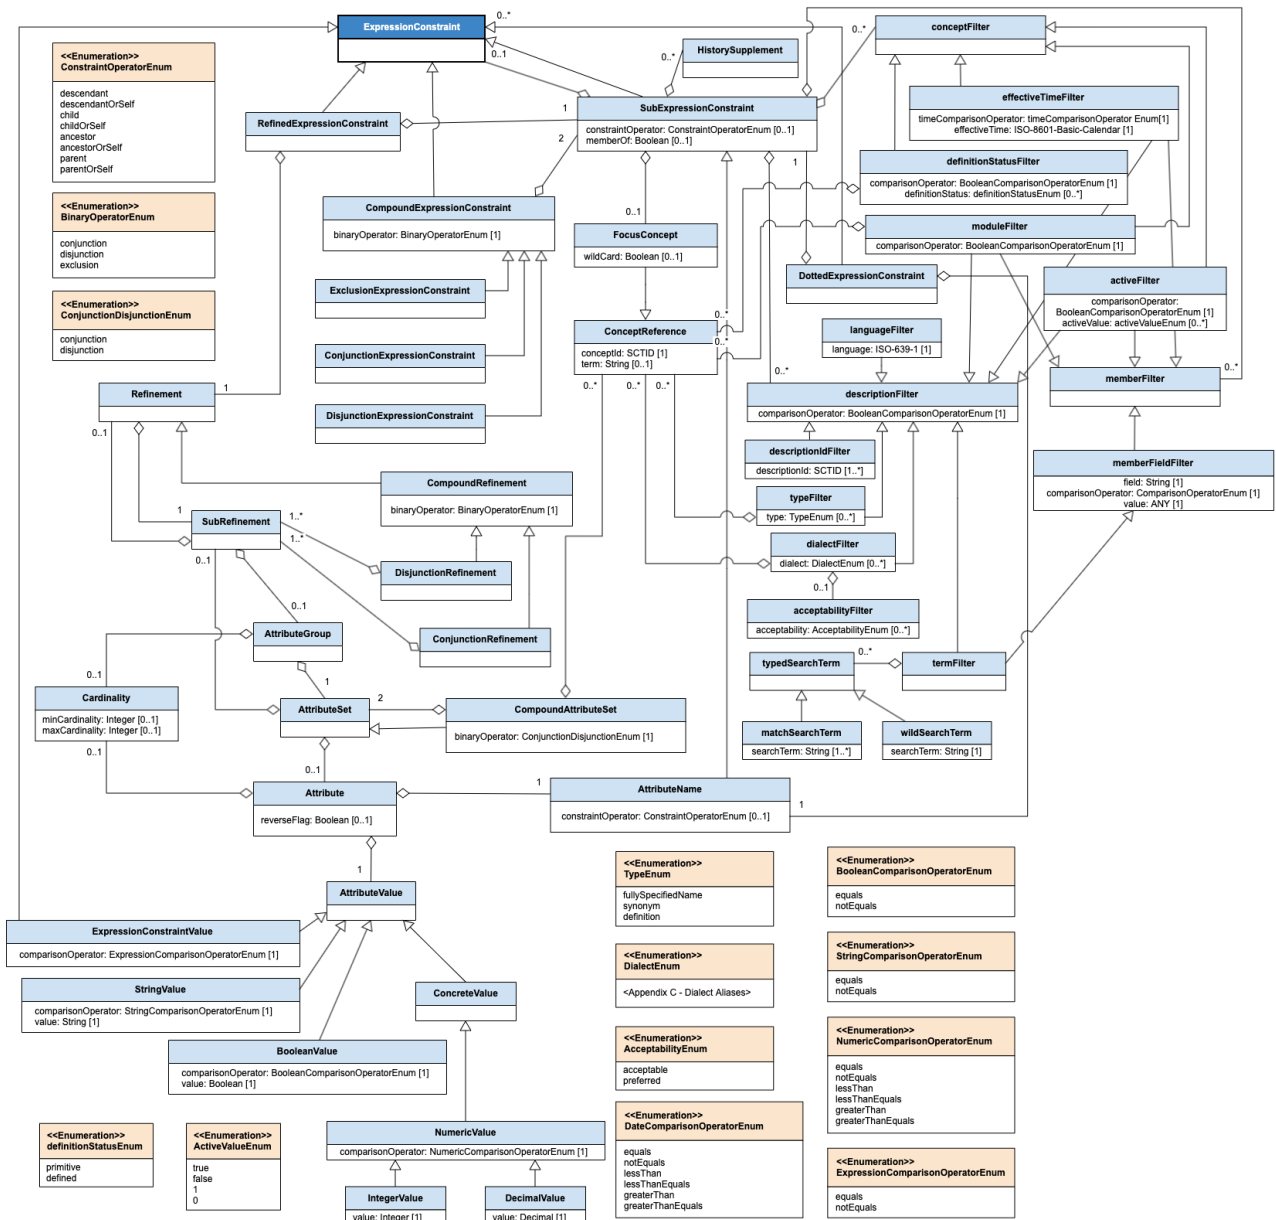 ExpressionConstraint
0..*
0..1
<<Enumeration>>
ConstraintOperatorEnum
descendant
descendantOrSelf
child
childOrSelf
ancestor
ancestorOrSelf
parent
parentOrSelf
<<Enumeration>>
BinaryOperatorEnum
conjunction
disjunction
exclusion
<<Enumeration>>
ConjunctionDisjunctionEnum
conjunction
disjunction
HistorySupplement
0..*
conceptFilter
0..*
effectiveTimeFilter
timeComparisonOperator: timeComparison Enum[1]
effectiveTime: ISO-8601-Basic-Calendar [1]
RefinedExpressionConstraint
1
SubExpressionConstraint
constraintOperator: ConstraintOperatorEnum [0..1]
memberOf: Boolean [0..1]
2
1
definitionStatusFilter
comparisonOperator: BooleanComparisonOperatorEnum [1]
definitionStatus: definitionStatusEnum [0..*]
CompoundExpressionConstraint
binaryOperator: BinaryOperatorEnum [1]
0..1
FocusConcept
wildCard: Boolean [0..1]
moduleFilter
comparisonOperator: BooleanComparisonOperatorEnum [1]
DottedExpressionConstraint
activeFilter
comparisonOperator:
BooleanComparisonOperatorEnum [1]
activeValue: activeValueEnum [0..*]
ExclusionExpressionConstraint
ConjunctionExpressionConstraint
DisjunctionExpressionConstraint
ConceptReference
conceptId: SCTID [1]
term: String [0..1]
0..*
0..*
0..*
0..*
0..*
languageFilter
language: ISO-639-1 [1]
0..*
descriptionFilter
comparisonOperator: BooleanComparisonOperatorEnum [1]
memberFilter
0..*
Refinement
1
0..1
descriptionIdFilter
descriptionId: SCTID [1..*]
memberFieldFilter
field: String [1]
comparisonOperator: ComparisonOperatorEnum [1]
value: ANY [1]
CompoundRefinement
binaryOperator: BinaryOperatorEnum [1]
typeFilter
type: TypeEnum [0..*]
1
SubRefinement
1..*
1..*
0..1
DisjunctionRefinement
dialectFilter
dialect: DialectEnum [0..*]
0..1
acceptabilityFilter
acceptability: AcceptabilityEnum [0..*]
0..1
AttributeGroup
ConjunctionRefinement
typedSearchTerm
0..*
termFilter
0..1
Cardinality
minCardinality: Integer [0..1]
maxCardinality: Integer [0..1]
0..1
1
AttributeSet
2
CompoundAttributeSet
binaryOperator: ConjunctionDisjunctionEnum [1]
matchSearchTerm
searchTerm: String [1..*]
wildSearchTerm
searchTerm: String [1]
0..1
Attribute
reverseFlag: Boolean [0..1]
1
AttributeName
constraintOperator: ConstraintOperatorEnum [0..1]
1
1
AttributeValue
ExpressionConstraintValue
comparisonOperator: ExpressionComparisonOperatorEnum [1]
StringValue
comparisonOperator: StringComparisonOperatorEnum [1]
value: String [1]
ConcreteValue
BooleanValue
comparisonOperator: BooleanComparisonOperatorEnum [1]
value: Boolean [1]
NumericValue
comparisonOperator: NumericComparisonOperatorEnum [1]
IntegerValue
value: Integer [1]
DecimalValue
value: Decimal [1]
<<Enumeration>>
definitionStatusEnum
primitive
defined
<<Enumeration>>
ActiveValueEnum
true
false
1
0
<<Enumeration>>
TypeEnum
fullySpecifiedName
synonym
definition
<<Enumeration>>
DialectEnum
<Appendix C - Dialect Aliases>
<<Enumeration>>
AcceptabilityEnum
acceptable
preferred
<<Enumeration>>
DateComparisonOperatorEnum
equals
notEquals
lessThan
lessThanEquals
greaterThan
greaterThanEquals
<<Enumeration>>
BooleanComparisonOperatorEnum
equals
notEquals
<<Enumeration>>
StringComparisonOperatorEnum
equals
notEquals
<<Enumeration>>
NumericComparisonOperatorEnum
equals
notEquals
lessThan
lessThanEquals
greaterThan
greaterThanEquals
<<Enumeration>>
ExpressionComparisonOperatorEnum
equals
notEquals